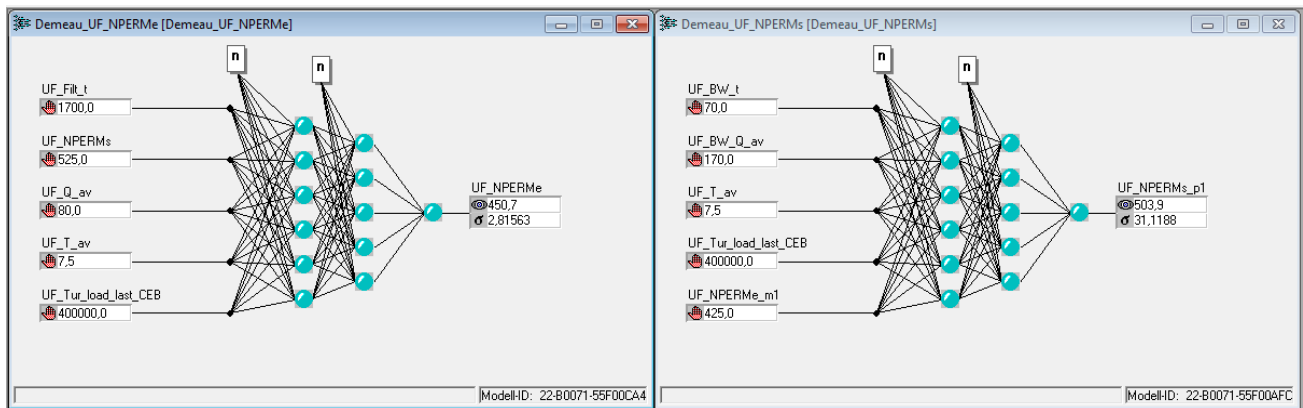 Demeau_UF_NPERMe [Demeau_UF_NPERMe]
n
n
UF_Filt_t
1700,0
UF_NPERMs
525,0
UF_Q_av
80,0
UF_T_av
7,5
UF_Tur_load_last_CEB
400000,0
UF_NPERMe
450,7
σ 2,81563
Modell-ID: 22-B0071-55F00CA4
Demeau_UF_NPERMs [Demeau_UF_NPERMs]
n
n
UF_BW_t
70,0
UF_BW_Q_av
170,0
UF_T_av
7,5
UF_Tur_load_last_CEB
400000,0
UF_NPERMe_m1
425,0
UF_NPERMs_p1
503,9
σ 31,1188
Modell-ID: 22-B0071-55F00AFC